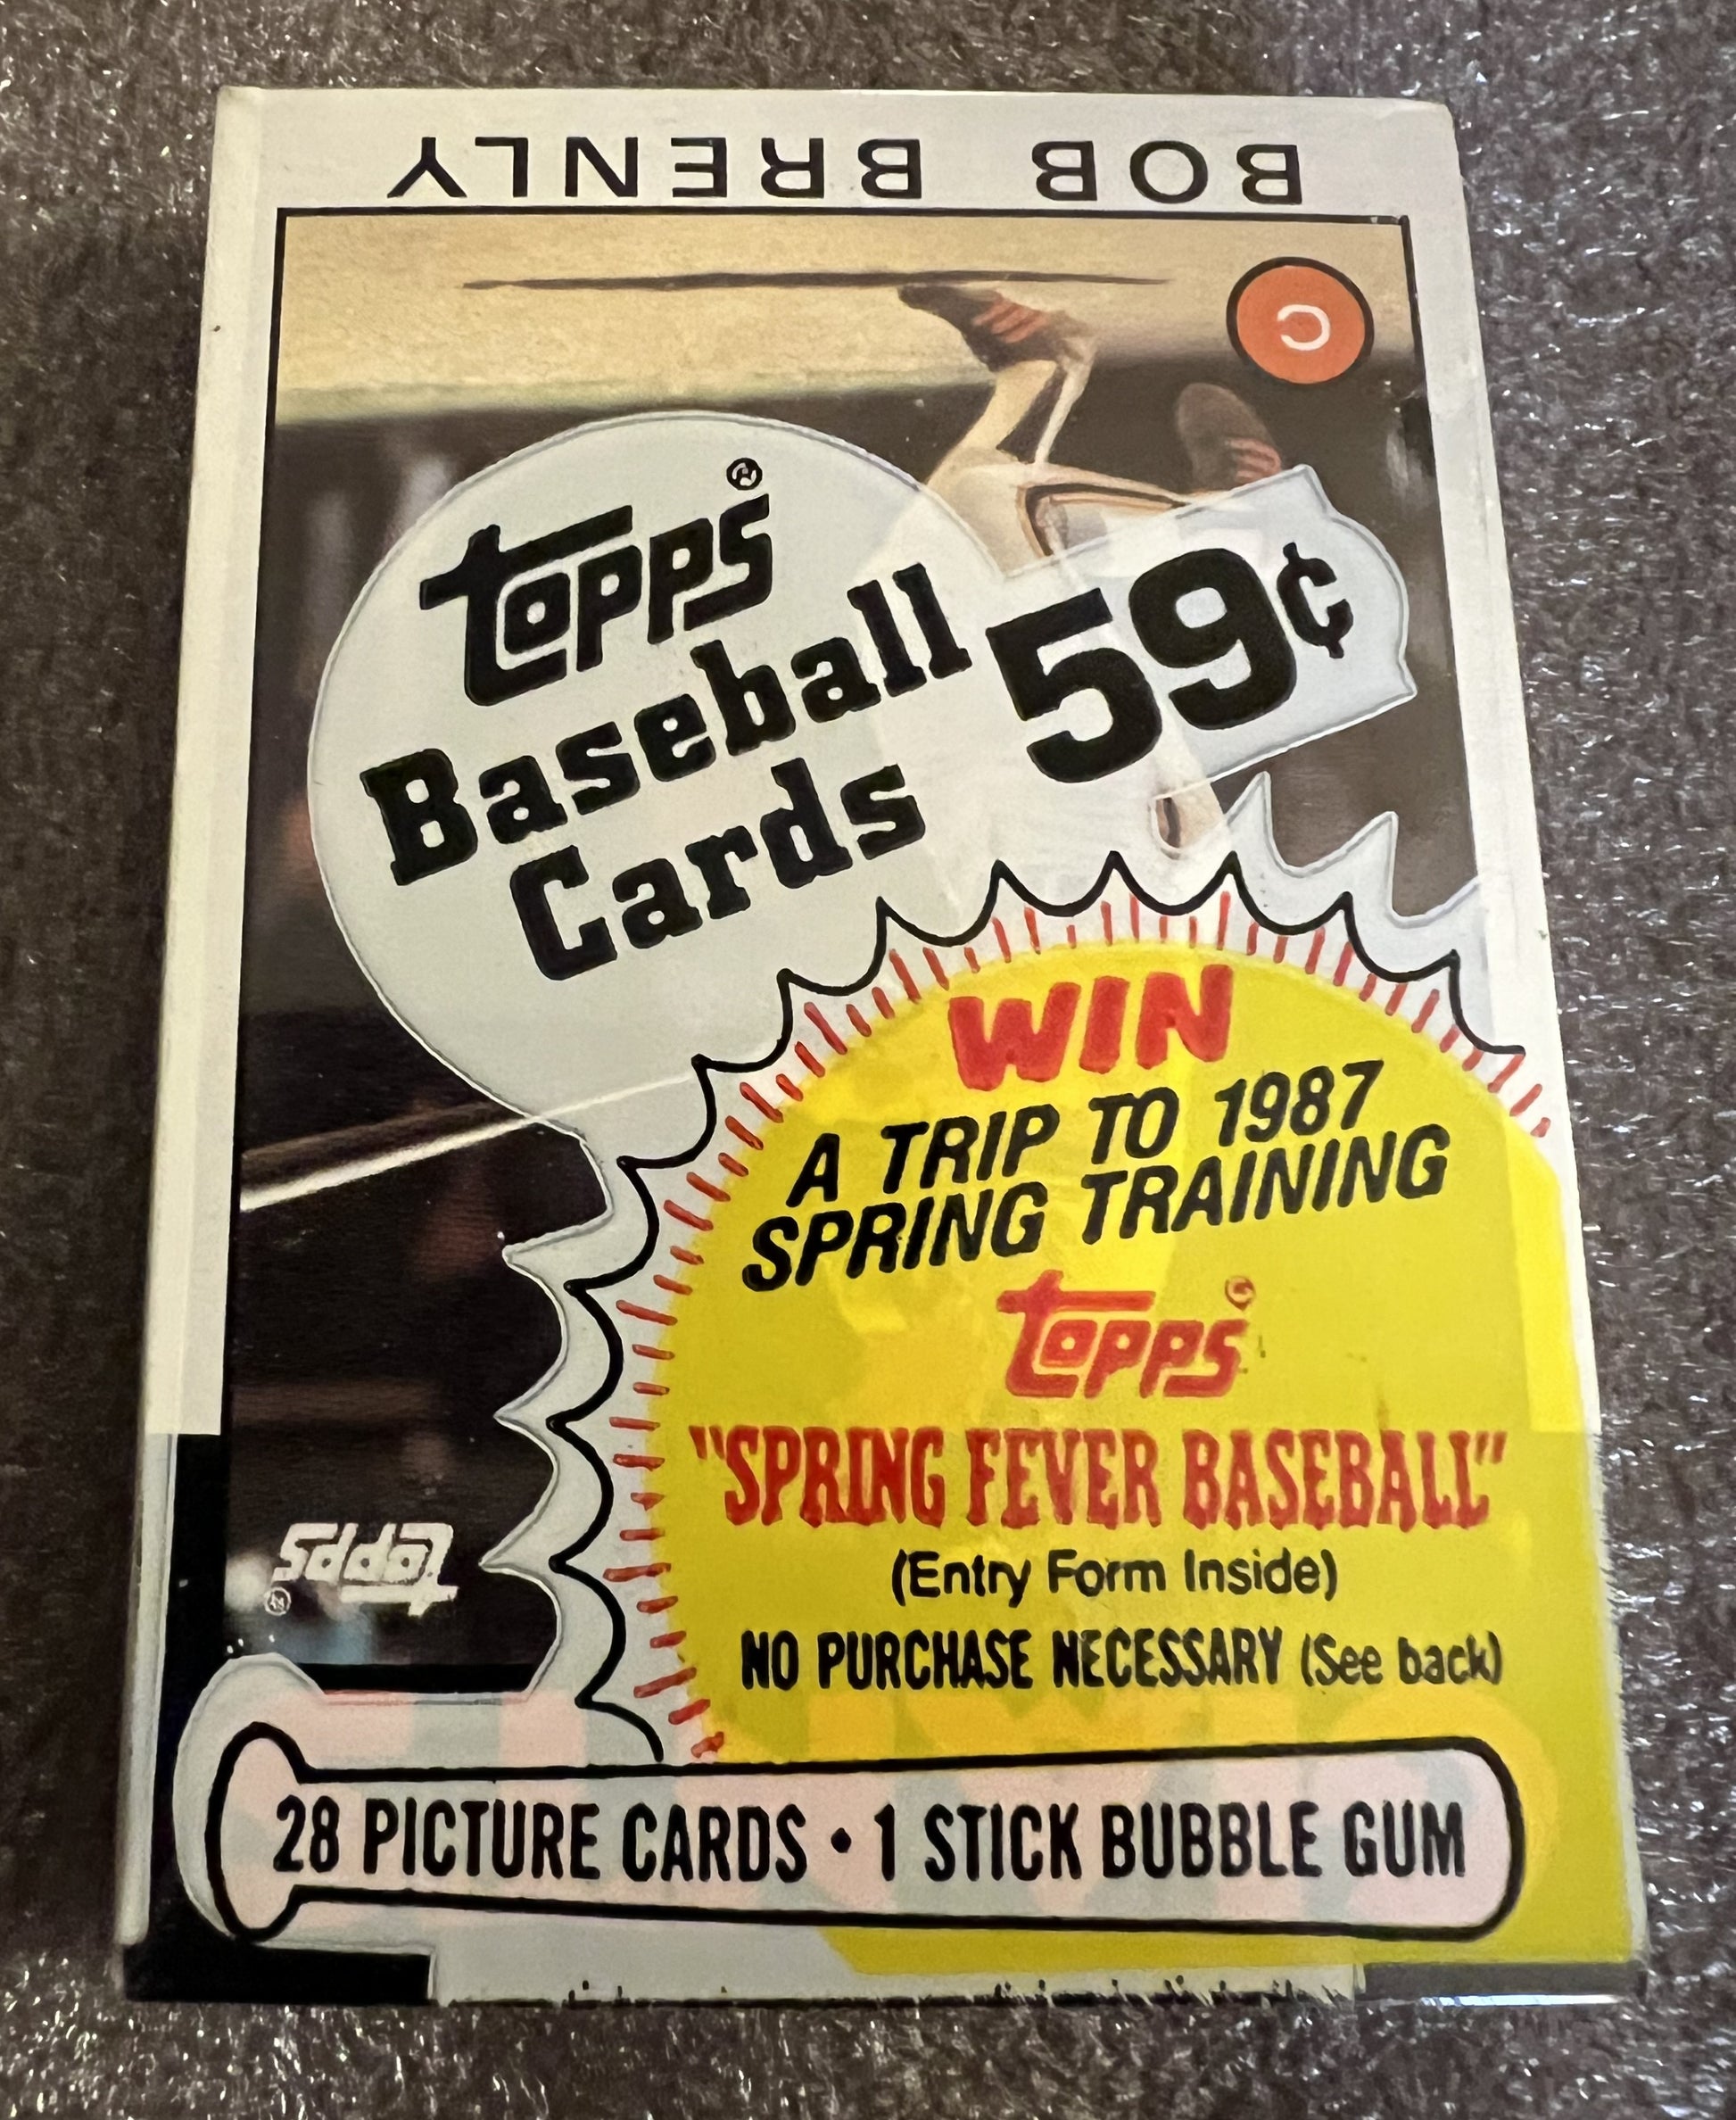 BOB BRENLY
C
Topps®
Baseball
Cards
59¢
WIN
A TRIP TO 1987
SPRING TRAINING
Topps®
"SPRING FEVER BASEBALL"
(Entry Form Inside)
NO PURCHASE NECESSARY (See back)
Topps®
28 PICTURE CARDS • 1 STICK BUBBLE GUM